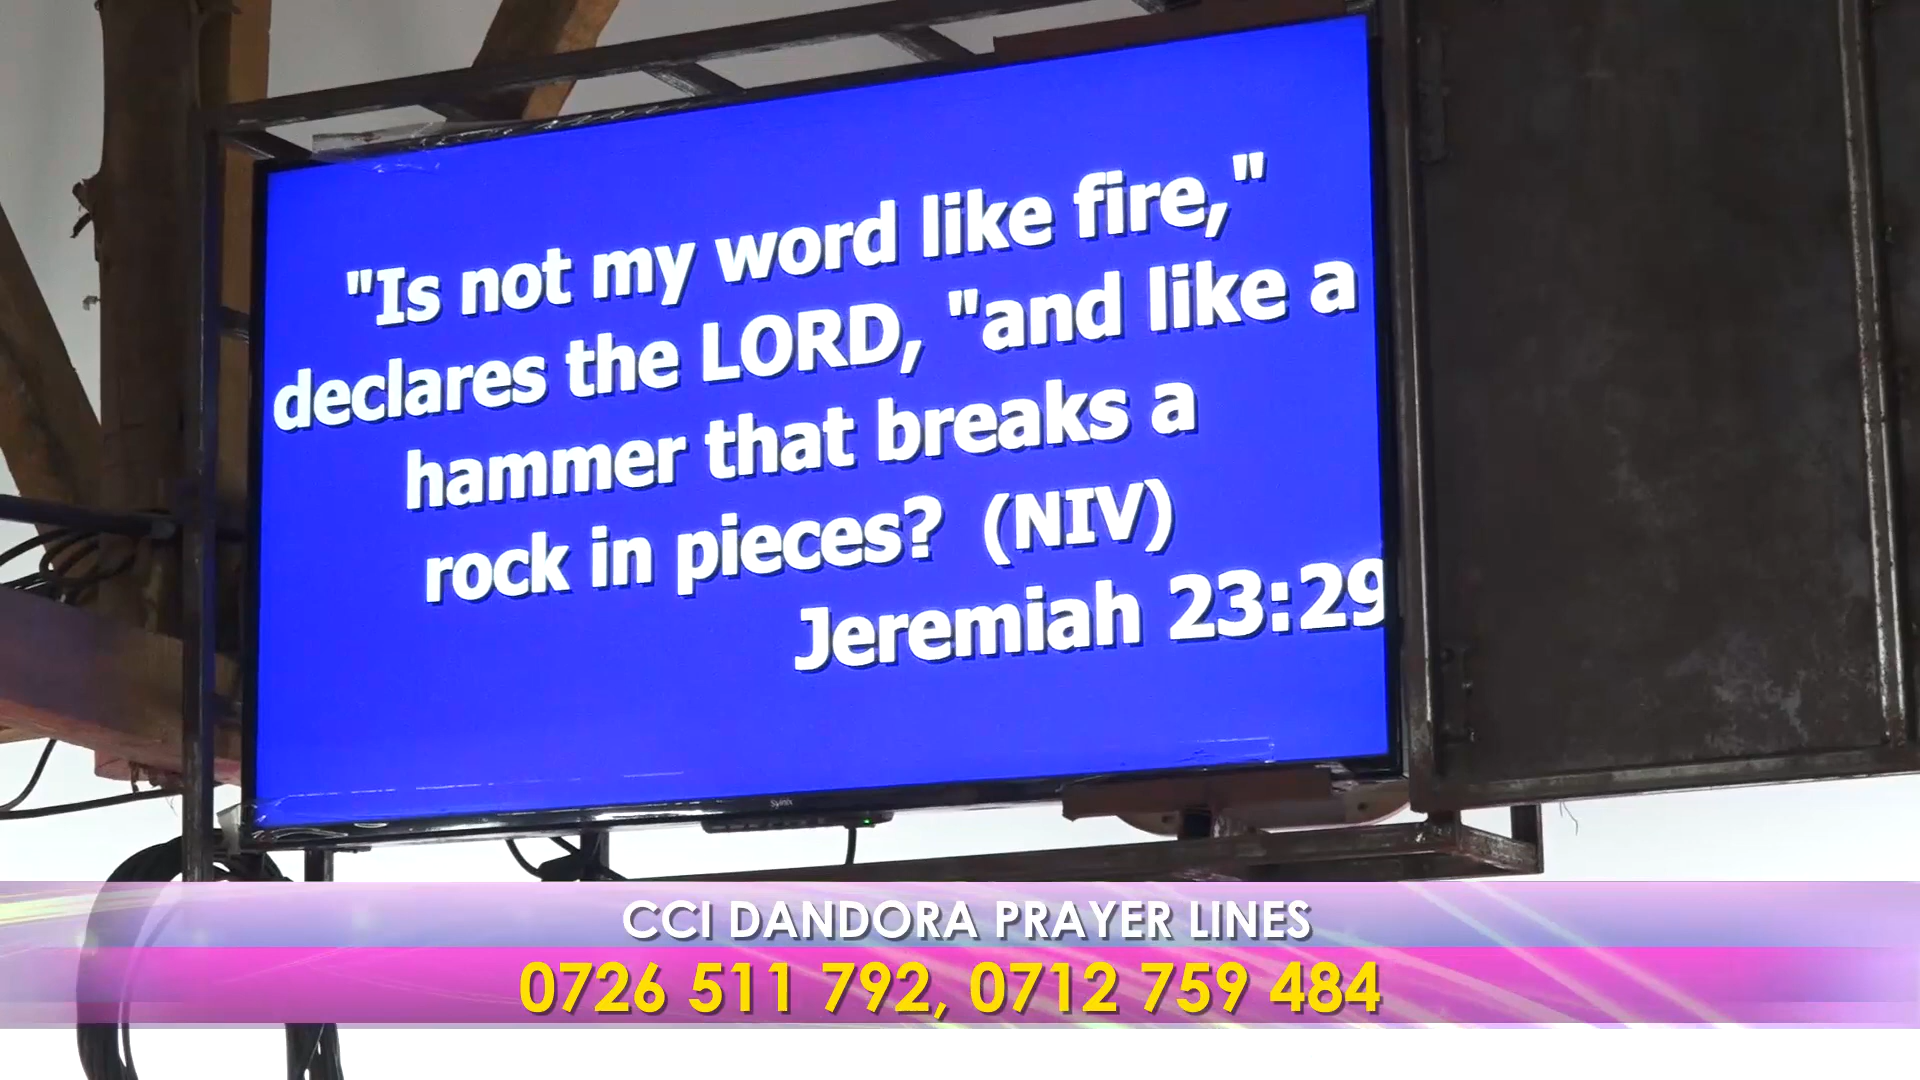 "Is not my word like fire,"
declares the LORD, "and like a
hammer that breaks a
rock in pieces? (NIV)
Jeremiah 23:29
CCI DANDORA PRAYER LINES
0726 511 792, 0712 759 484